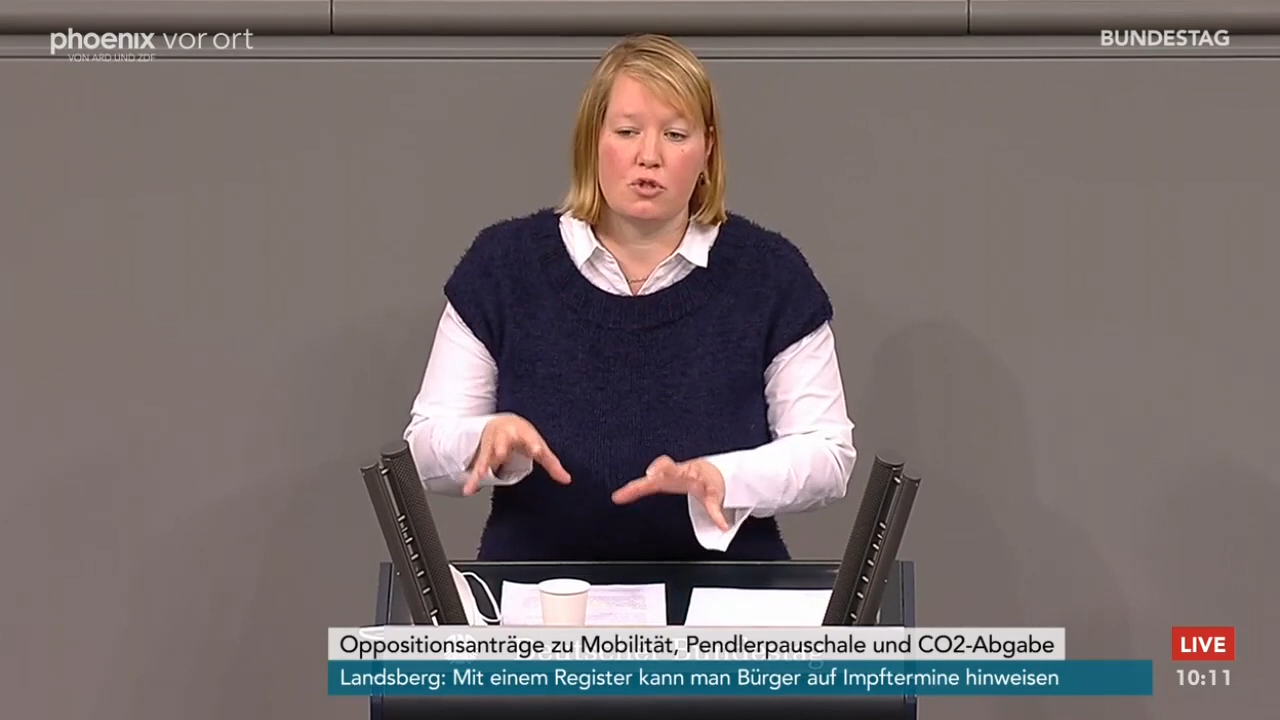 phoenix vor ort
VON ARD UND ZDF
BUNDESTAG
Oppositionsanträge zu Mobilität, Pendlerpauschale und CO2-Abgabe
LIVE
Landsberg: Mit einem Register kann man Bürger auf Impftermine hinweisen
10:11